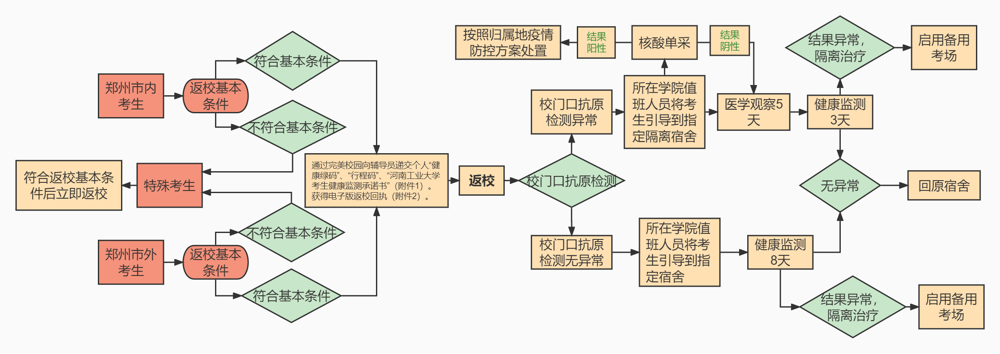 郑州市内
考生
返校基本
条件
符合基本条件
不符合基本条件
符合返校基本条
件后立即返校
特殊考生
郑州市外
考生
返校基本
条件
不符合基本条件
符合基本条件
通过完美校园向辅导员递交个人“健
康绿码”、“行程码”、“河南工业大学
考生健康监测承诺书”（附件1）。
获得电子版返校回执（附件2）。
返校
校门口抗原检测
校门口抗原
检测异常
所在学院值
班人员将考
生引导到指
定隔离宿舍
核酸单采
结果
阳性
按照归属地疫情
防控方案处置
结果
阴性
医学观察5
天
健康监测
3天
结果异常，
隔离治疗
启用备用
考场
无异常
回原宿舍
校门口抗原
检测无异常
所在学院值
班人员将考
生引导到指
定宿舍
健康监测
8天
结果异常，
隔离治疗
启用备用
考场